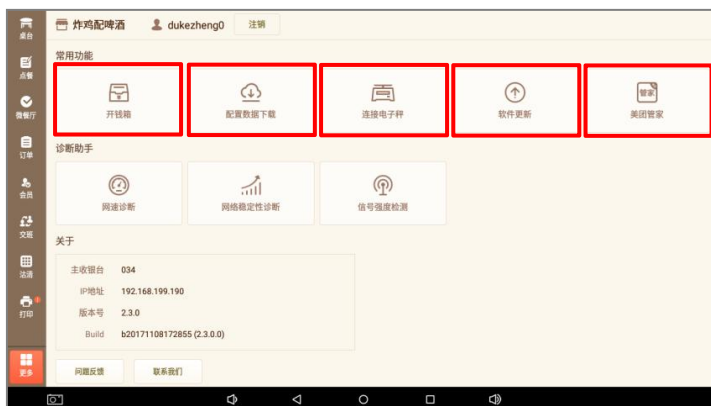 炸鸡配啤酒 dukezheng0 注销
桌台
点餐
微餐厅
订单
会员
交班
沽清
打印
更多
常用功能
开钱箱 配置数据下载 连接电子秤 软件更新 管家 美团管家
诊断助手
网速诊断 网络稳定性诊断 信号强度检测
关于
主收银台 034
IP地址 192.168.199.190
版本号 2.3.0
Build b20171108172855 (2.3.0.0)
问题反馈 联系我们